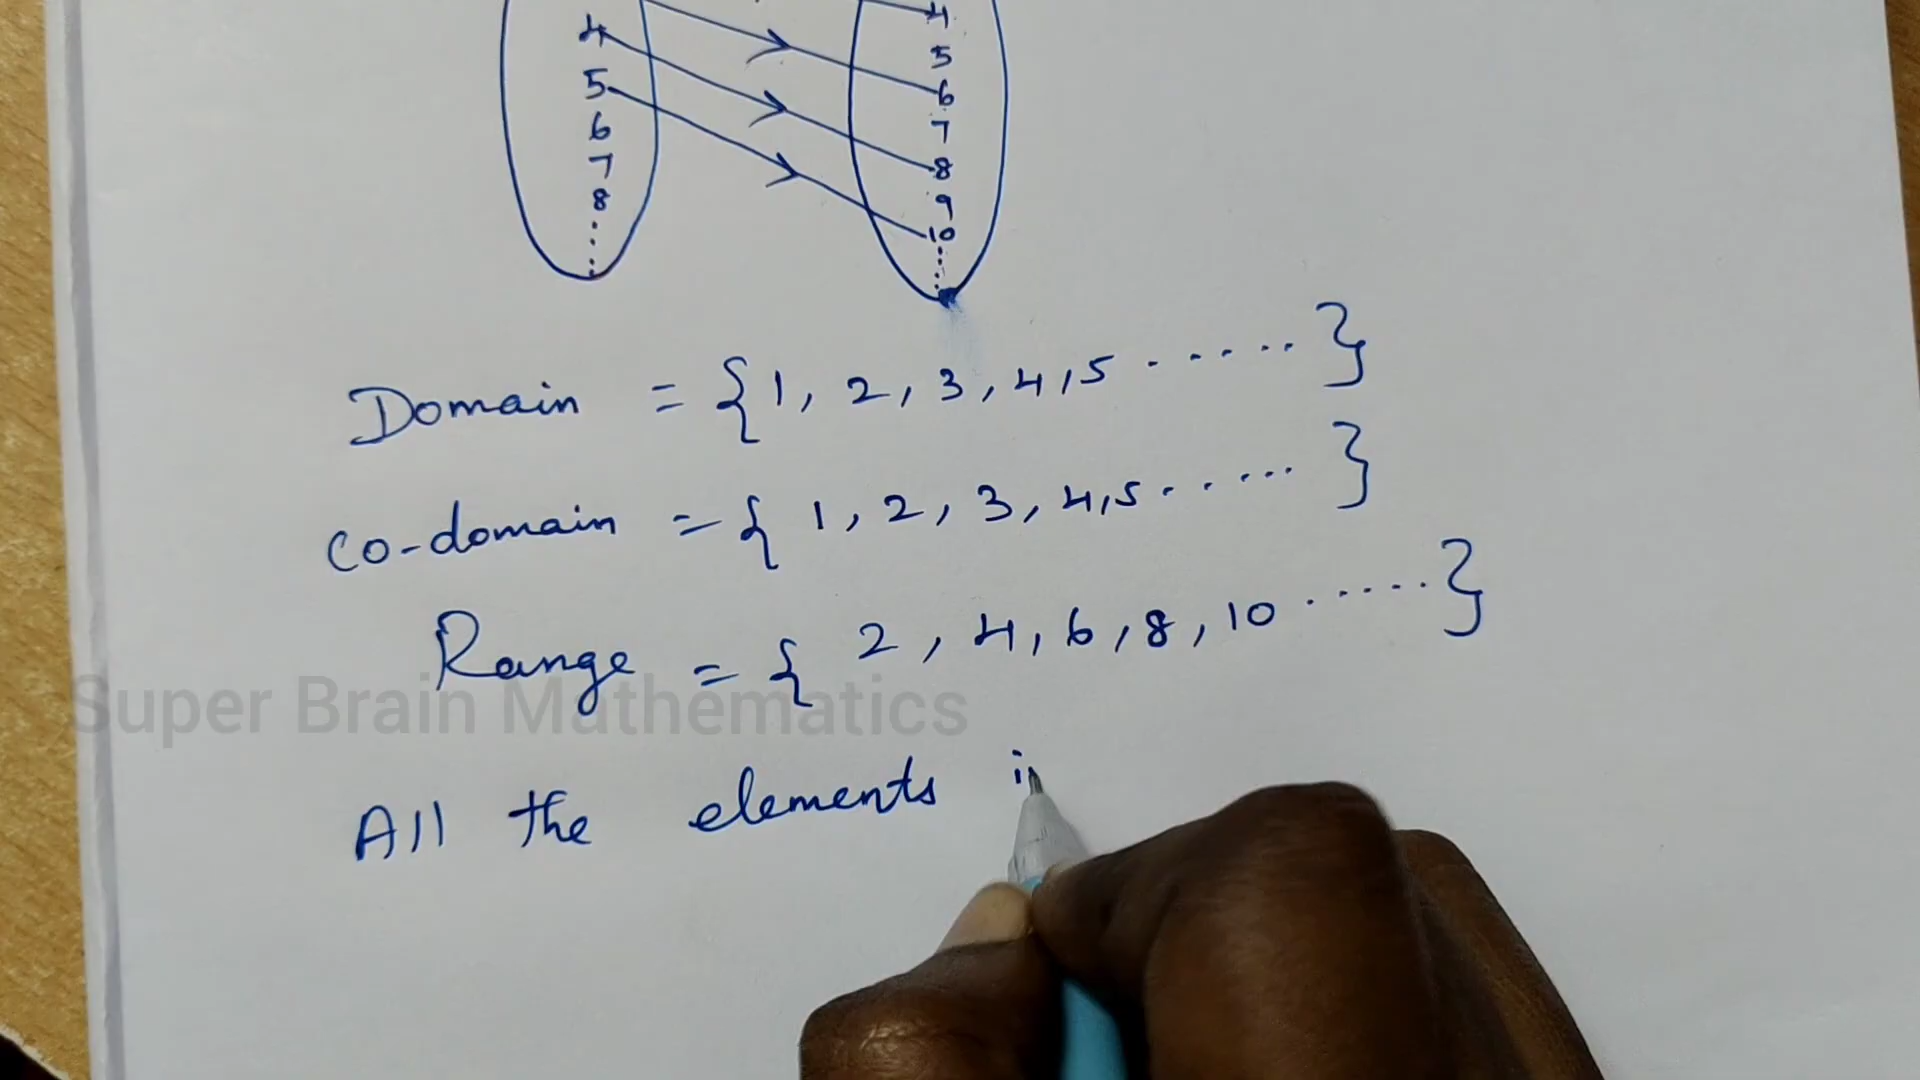 4 4
5 5
6 6
7 7
8 8
9
10
Domain = {1, 2, 3, 4, 5 ......}
co-domain = { 1, 2, 3, 4, 5 ...... }
Range = { 2, 4, 6, 8, 10 ......}
Super Brain Mathematics
All the elements i